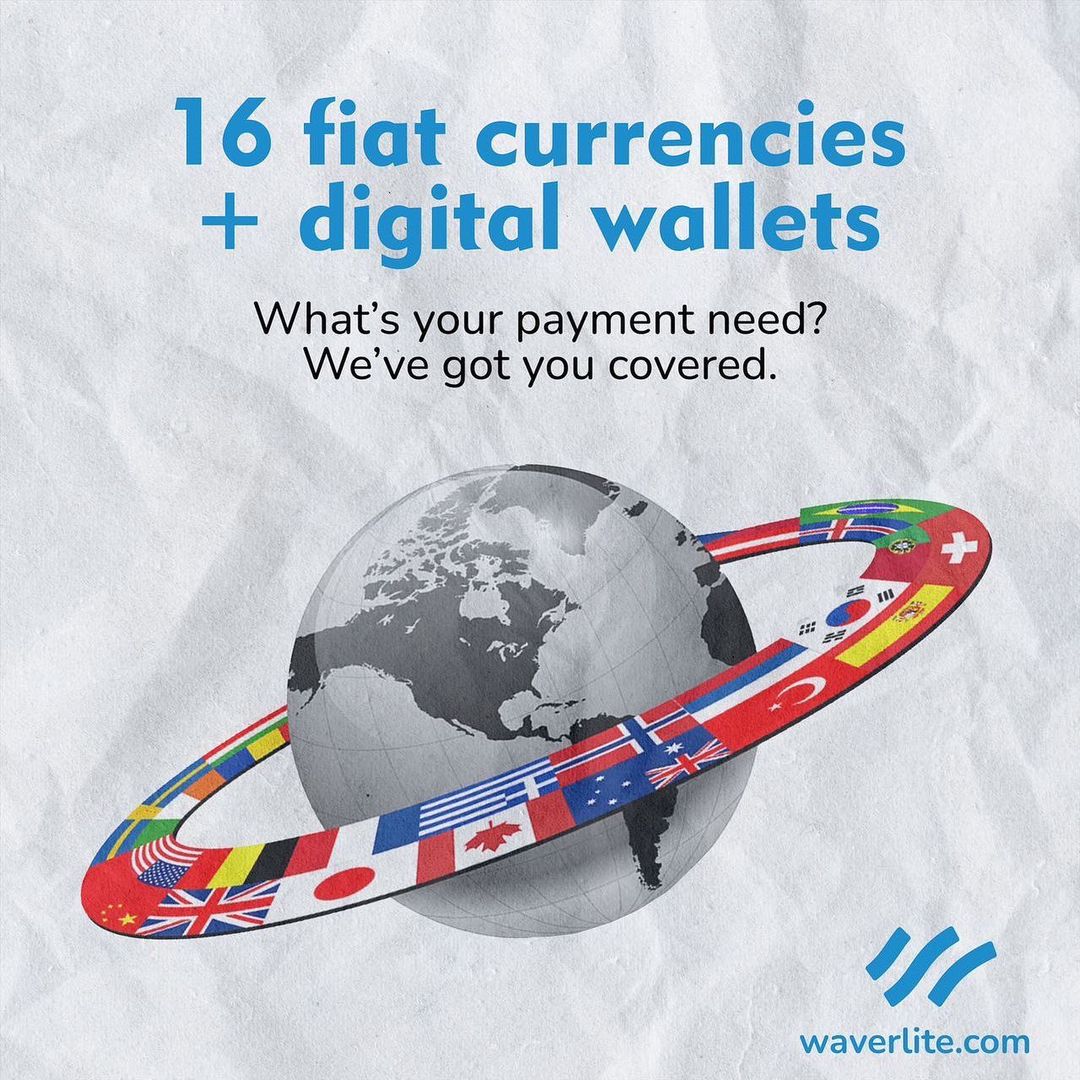 16 fiat currencies
+ digital wallets
What’s your payment need?
We’ve got you covered.
waverlite.com